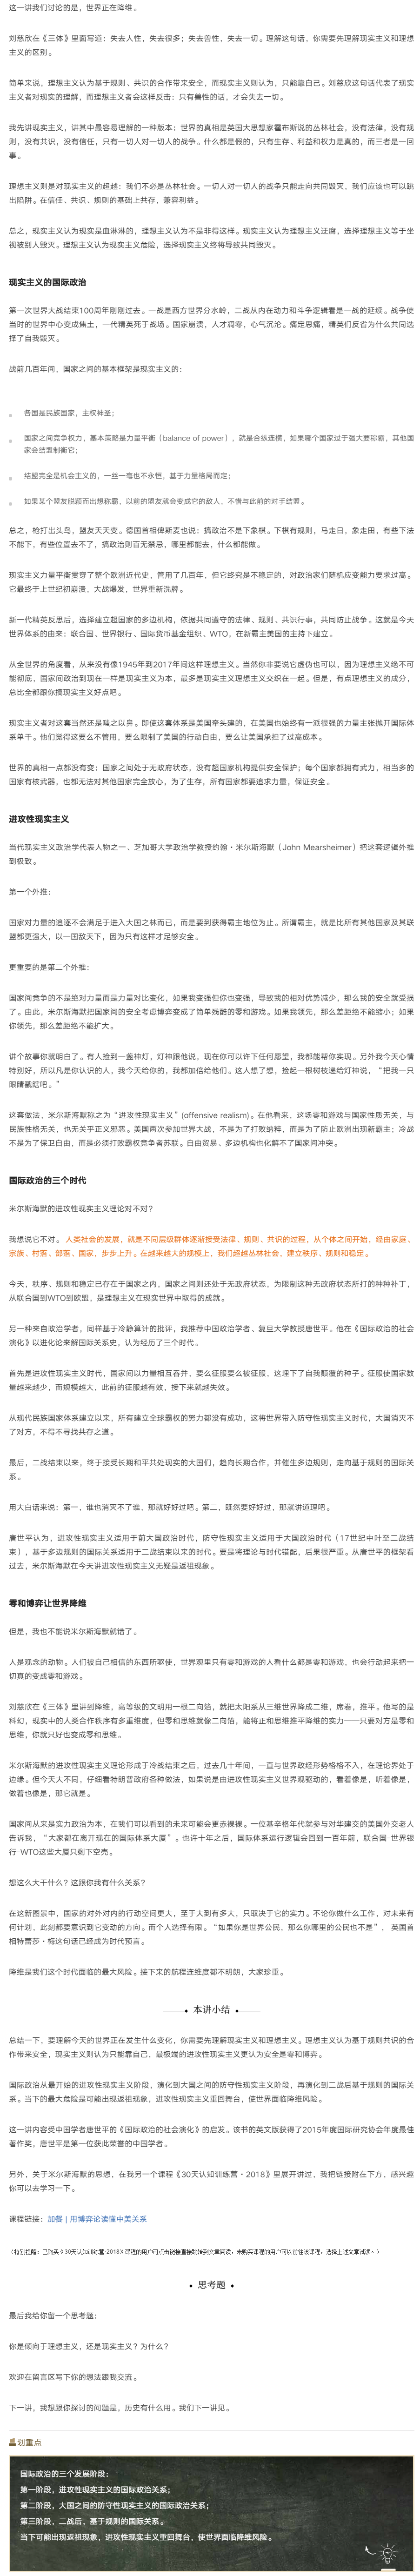 这一讲我们讨论的是，世界正在降维。
刘慈欣在《三体》里面写道：失去人性，失去很多；失去兽性，失去一切。理解这句话，你需要先理解现实主义和理想主义的区别。
简单来说，理想主义认为基于规则、共识的合作带来安全，而现实主义则认为，只能靠自己。刘慈欣这句话代表了现实主义者对现实的理解，而理想主义者会这样反击：只有兽性的话，才会失去一切。
我先讲现实主义，讲其中最容易理解的一种版本：世界的真相是英国大思想家霍布斯说的丛林社会，没有法律，没有规则，没有共识，没有信任，只有一切人对一切人的战争。什么都是假的，只有生存、利益和权力是真的，而三者是一回事。
理想主义则是对现实主义的超越：我们不必是丛林社会。一切人对一切人的战争只能走向共同毁灭，我们应该也可以跳出陷阱。在信任、共识、规则的基础上共存，兼容利益。
总之，现实主义认为现实是血淋淋的，理想主义认为不是非得这样。现实主义认为理想主义迂腐，选择理想主义等于坐视被别人毁灭。理想主义认为现实主义危险，选择现实主义终将导致共同毁灭。
现实主义的国际政治
第一次世界大战结束100周年刚刚过去。一战是西方世界分水岭，二战从内在动力和斗争逻辑看是一战的延续。战争使当时的世界中心变成焦土，一代精英死于战场。国家崩溃，人才凋零，心气沉沦。痛定思痛，精英们反省为什么共同选择了自我毁灭。
战前几百年间，国家之间的基本框架是现实主义的：
各国是民族国家，主权神圣；
国家之间竞争权力，基本策略是力量平衡（balance of power），就是合纵连横，如果哪个国家过于强大要称霸，其他国家会结盟制衡它；
结盟完全是机会主义的，一丝一毫也不永恒，基于力量格局而定；
如果某个盟友脱颖而出想称霸，以前的盟友就会变成它的敌人，不惜与此前的对手结盟。
总之，枪打出头鸟，盟友天天变。德国首相俾斯麦也说：搞政治不是下象棋。下棋有规则，马走日，象走田，有些下法不能下，有些位置去不了，搞政治则百无禁忌，哪里都能去，什么都能做。
现实主义力量平衡贯穿了整个欧洲近代史，管用了几百年，但它终究是不稳定的，对政治家们随机应变能力要求过高。它最终于上世纪初崩溃，大战爆发，世界重新洗牌。
新一代精英反思后，选择建立超国家的多边机构，依据共同遵守的法律、规则、共识行事，共同防止战争。这就是今天世界体系的由来：联合国、世界银行、国际货币基金组织、WTO，在新霸主美国的主持下建立。
从全世界的角度看，从来没有像1945年到2017年间这样理想主义。当然你非要说它虚伪也可以，因为理想主义绝不可能彻底，国家间政治到现在一样是现实主义为本，最多是现实主义理想主义交织在一起。但是，有点理想主义的成分，总比全都跟你搞现实主义好点吧。
现实主义者对这套当然还是嗤之以鼻。即使这套体系是美国牵头建的，在美国也始终有一派很强的力量主张抛开国际体系单干。他们觉得这要么不管用，要么限制了美国的行动自由，要么让美国承担了过高成本。
世界的真相一点都没有变：国家之间处于无政府状态，没有超国家机构提供安全保护；每个国家都拥有武力，相当多的国家有核武器，也都无法对其他国家完全放心，为了生存，所有国家都要追求力量，保证安全。
进攻性现实主义
当代现实主义政治学代表人物之一、芝加哥大学政治学教授约翰·米尔斯海默（John Mearsheimer）把这套逻辑外推到极致。
第一个外推：
国家对力量的追逐不会满足于进入大国之林而已，而是要到获得霸主地位为止。所谓霸主，就是比所有其他国家及其联盟都更强大，以一国敌天下，因为只有这样才足够安全。
更重要的是第二个外推：
国家间竞争的不是绝对力量而是力量对比变化，如果我变强但你也变强，导致我的相对优势减少，那么我的安全就受损了。由此，米尔斯海默把国家间的安全考虑博弈变成了简单残酷的零和游戏。如果我领先，那么差距绝不能缩小；如果你领先，那么差距绝不能扩大。
讲个故事你就明白了。有人捡到一盏神灯，灯神跟他说，现在你可以许下任何愿望，我都能帮你实现。另外我今天心情特别好，所以凡是你认识的人，我今天给你的，我都加倍给他们。这人想了想，捡起一根树枝递给灯神说，“把我一只眼睛戳瞎吧。”
这套做法，米尔斯海默称之为“进攻性现实主义”(offensive realism)。在他看来，这场零和游戏与国家性质无关，与民族性格无关，也无关乎正义邪恶。美国两次参加世界大战，不是为了打败纳粹，而是为了防止欧洲出现新霸主；冷战不是为了保卫自由，而是必须打败霸权竞争者苏联。自由贸易、多边机构也化解不了国家间冲突。
国际政治的三个时代
米尔斯海默的进攻性现实主义理论对不对？
我想说它不对。人类社会的发展，就是不同层级群体逐渐接受法律、规则、共识的过程，从个体之间开始，经由家庭、宗族、村落、部落、国家，步步上升。在越来越大的规模上，我们超越丛林社会，建立秩序、规则和稳定。
今天，秩序、规则和稳定已存在于国家之内，国家之间则还处于无政府状态，为限制这种无政府状态所打的种种补丁，从联合国到WTO到欧盟，是理想主义在现实世界中取得的成就。
另一种来自政治学者，同样基于冷静算计的批评，我推荐中国政治学者、复旦大学教授唐世平。他在《国际政治的社会演化》以进化论来解国际关系史，认为经历了三个时代。
首先是进攻性现实主义时代，国家间以力量相互吞并，要么征服要么被征服，这埋下了自我颠覆的种子。征服使国家数量越来越少，而规模越大，此前的征服越有效，接下来就越失效。
从现代民族国家体系建立以来，所有建立全球霸权的努力都没有成功，这将世界带入防守性现实主义时代，大国消灭不了对方，不得不寻找共存之道。
最后，二战结束以来，终于接受长期和平共处现实的大国们，趋向长期合作，并催生多边规则，走向基于规则的国际关系。
用大白话来说：第一，谁也消灭不了谁，那就好好过吧。第二，既然要好好过，那就讲道理吧。
唐世平认为，进攻性现实主义适用于前大国政治时代，防守性现实主义适用于大国政治时代（17世纪中叶至二战结束），基于多边规则的国际关系适用于二战结束以来的时代。要是将理论与时代错配，后果很严重。从唐世平的框架看过去，米尔斯海默在今天讲进攻性现实主义无疑是返祖现象。
零和博弈让世界降维
但是，我也不能说米尔斯海默就错了。
人是观念的动物。人们被自己相信的东西所驱使，世界观里只有零和游戏的人看什么都是零和游戏，也会行动起来把一切真的变成零和游戏。
刘慈欣在《三体》里讲到降维，高等级的文明用一根二向箔，就把太阳系从三维世界降成二维，席卷，推平。他写的是科幻，现实中的人类合作秩序有多重维度，但零和思维就像二向箔，能将正和思维推平降维的实力——只要对方是零和思维，你就只好也变成零和思维。
米尔斯海默的进攻性现实主义理论形成于冷战结束之后，过去几十年间，一直与世界政经形势格格不入，在理论界处于边缘。但今天大不同，仔细看特朗普政府各种做法，如果说是由进攻性现实主义世界观驱动的，看着像是，听着像是，做着也像是，那它就是。
国家间从来是实力政治为本，在我们可以看到的未来可能会更赤裸裸。一位基辛格年代就参与对华建交的美国外交老人告诉我，“大家都在离开现在的国际体系大厦”。也许十年之后，国际体系运行逻辑会回到一百年前，联合国-世界银行-WTO这些大厦只剩下空壳。
想这么大干什么？这跟你我有什么关系？
在这新图景中，国家的对外对内的行动空间更大，至于大到有多大，只取决于它的实力。不论你做什么工作，对未来有何计划，此刻都要意识到它变动的方向。而个人选择有限。“如果你是世界公民，那么你哪里的公民也不是”，英国首相特蕾莎·梅这句话已经成为时代预言。
降维是我们这个时代面临的最大风险。接下来的航程连维度都不明朗，大家珍重。
本讲小结
总结一下，要理解今天的世界正在发生什么变化，你需要先理解现实主义和理想主义。理想主义认为基于规则共识的合作带来安全，现实主义则认为只能靠自己，最极端的进攻性现实主义更认为安全是零和博弈。
国际政治从最开始的进攻性现实主义阶段，演化到大国之间的防守性现实主义阶段，再演化到二战后基于规则的国际关系。当下的最大危险是可能出现返祖现象，进攻性现实主义重回舞台，使世界面临降维风险。
这一讲内容受中国学者唐世平的《国际政治的社会演化》的启发。该书的英文版获得了2015年度国际研究协会年度最佳著作奖，唐世平是第一位获此荣誉的中国学者。
另外，关于米尔斯海默的思想，在我另一个课程《30天认知训练营·2018》里展开讲过，我把链接附在下方，感兴趣你可以去学习一下。
课程链接：加餐 | 用博弈论读懂中美关系
（特别提醒：已购买《30天认知训练营·2018》课程的用户可点击链接直接跳转到文章阅读，未购买课程的用户可以前往该课程，选择上述文章试读。）
思考题
最后我给你留一个思考题：
你是倾向于理想主义，还是现实主义？为什么？
欢迎在留言区写下你的想法跟我交流。
下一讲，我想跟你探讨的问题是，历史有什么用。我们下一讲见。
划重点
国际政治的三个发展阶段：
第一阶段，进攻性现实主义的国际政治关系；
第二阶段，大国之间的防守性现实主义的国际政治关系；
第三阶段，二战后，基于规则的国际关系。
当下可能出现返祖现象，进攻性现实主义重回舞台，使世界面临降维风险。